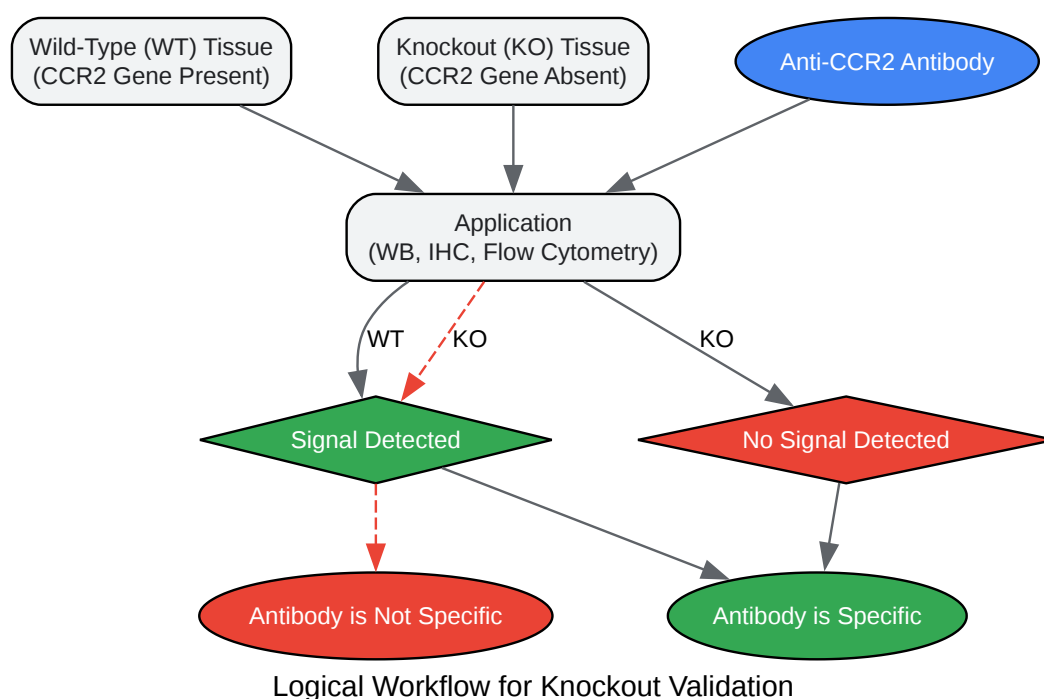 Wild-Type (WT) Tissue
(CCR2 Gene Present)
Knockout (KO) Tissue
(CCR2 Gene Absent)
Anti-CCR2 Antibody
Application
(WB, IHC, Flow Cytometry)
WT
KO
KO
Signal Detected
No Signal Detected
Antibody is Not Specific
Antibody is Specific
Logical Workflow for Knockout Validation